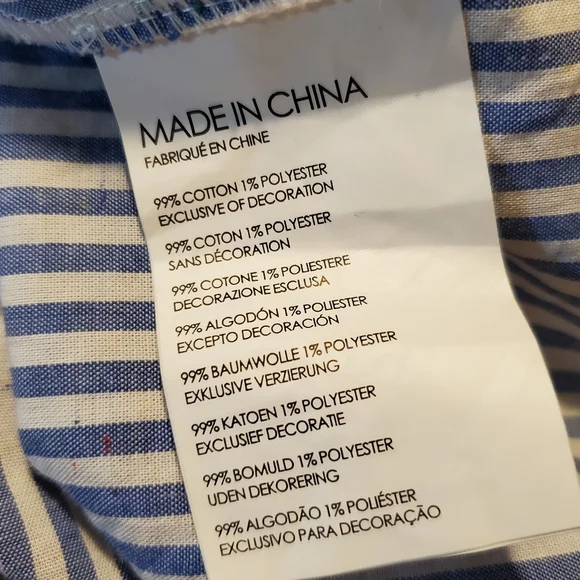 MADE IN CHINA
FABRIQUÉ EN CHINE
99% COTTON 1% POLYESTER
EXCLUSIVE OF DECORATION
99% COTON 1% POLYESTER
SANS DÉCORATION
99% COTONE 1% POLIESTERE
DECORAZIONE ESCLUSA
99% ALGODÓN 1% POLIESTER
EXCEPTO DECORACIÓN
99% BAUMWOLLE 1% POLYESTER
EXKLUSIVE VERZIERUNG
99% KATOEN 1% POLYESTER
EXCLUSIEF DECORATIE
99% BOMULD 1% POLYESTER
UDEN DEKORERING
99% ALGODÃO 1% POLIÉSTER
EXCLUSIVO PARA DECORAÇÃO